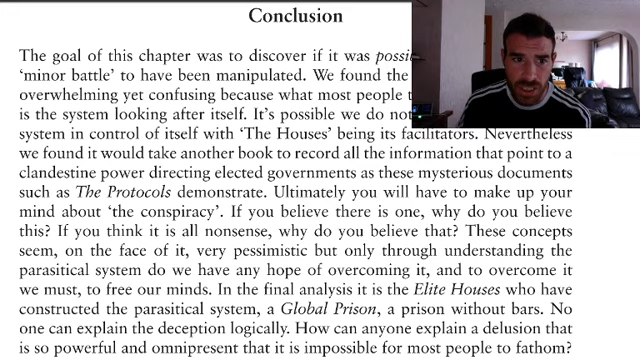 Conclusion
The goal of this chapter was to discover if it was
‘minor battle’ to have been manipulated. We found the
overwhelming yet confusing because what most people
is the system looking after itself. It’s possible we do not
system in control of itself with ‘The Houses’ being its facilitators. Nevertheless
we found it would take another book to record all the information that point to a
clandestine power directing elected governments as these mysterious documents
such as The Protocols demonstrate. Ultimately you will have to make up your
mind about ‘the conspiracy’. If you believe there is one, why do you believe
this? If you think it is all nonsense, why do you believe that? These concepts
seem, on the face of it, very pessimistic but only through understanding the
parasitical system do we have any hope of overcoming it, and to overcome it
we must, to free our minds. In the final analysis it is the Elite Houses who have
constructed the parasitical system, a Global Prison, a prison without bars. No
one can explain the deception logically. How can anyone explain a delusion that
is so powerful and omnipresent that it is impossible for most people to fathom?